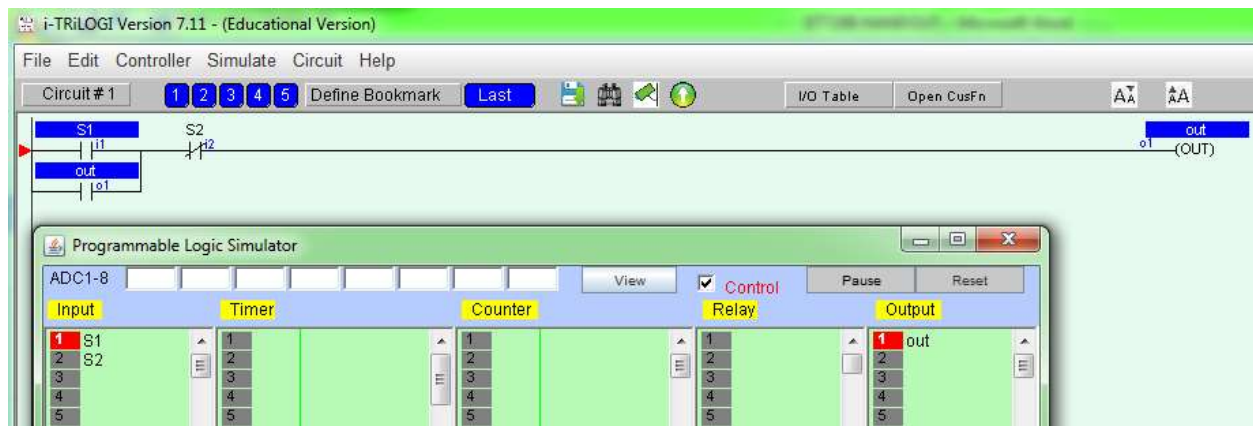 i-TRiLOGI Version 7.11 - (Educational Version)
File Edit Controller Simulate Circuit Help
Circuit # 1 1 2 3 4 5 Define Bookmark Last I/O Table Open CusFn AA AA
S1 S2 out
i1 i2 o1 (OUT)
out
o1
Programmable Logic Simulator
ADC1-8 View Control Pause Reset
Input Timer Counter Relay Output
1 S1 1 1 1 1 out
2 S2 2 2 2 2
3 3 3 3 3
4 4 4 4 4
5 5 5 5 5